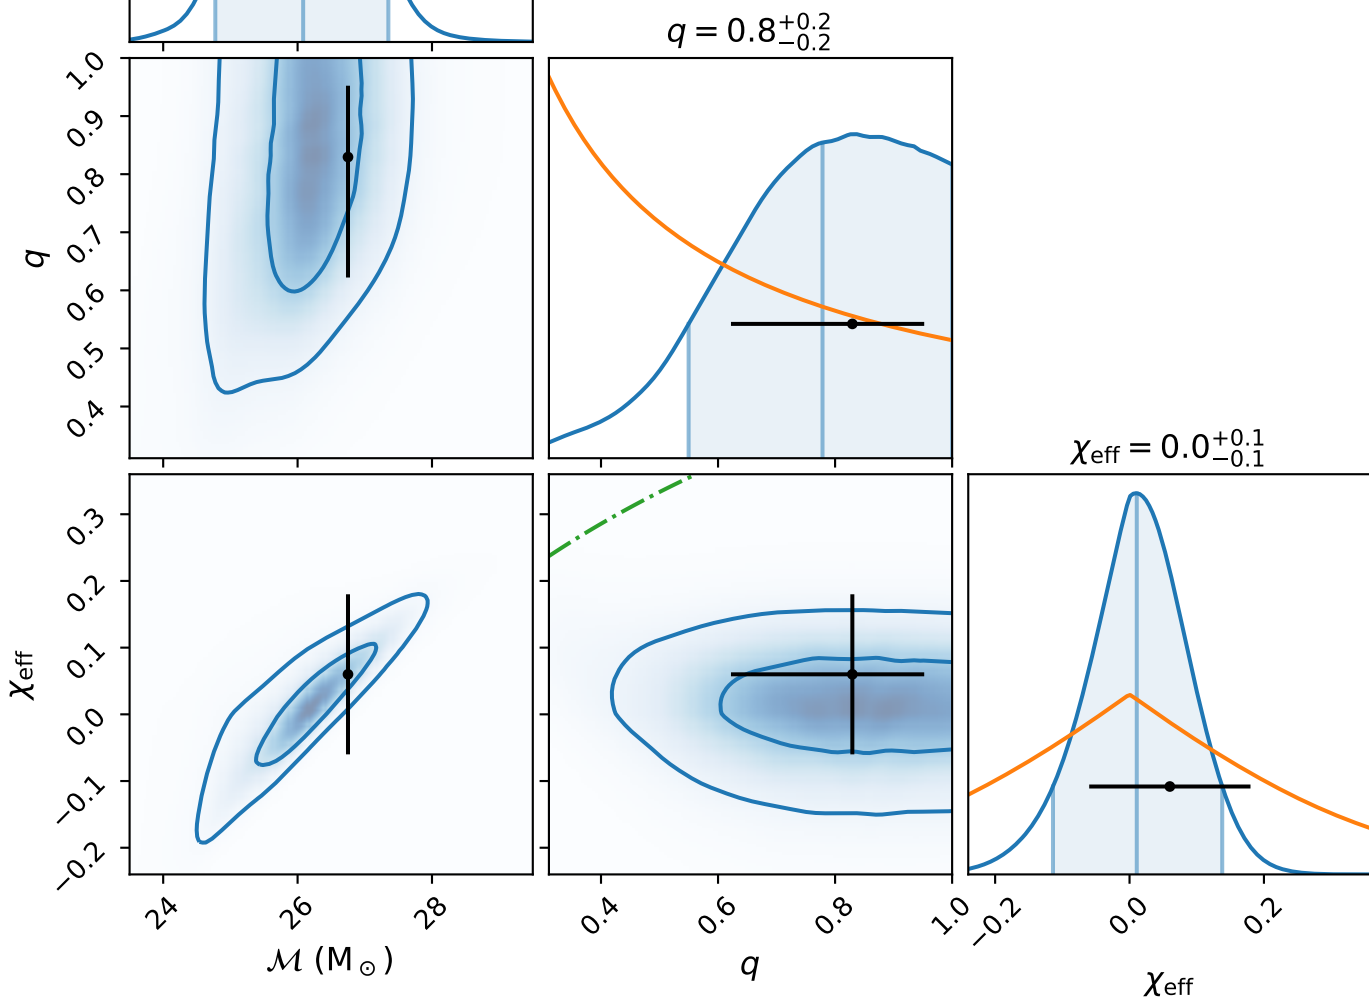 q = 0.8^{+0.2}_{-0.2}
1.0
0.9
0.8
0.7
0.6
0.5
0.4
q
χ_eff = 0.0^{+0.1}_{-0.1}
0.3
0.2
0.1
0.0
−0.1
−0.2
χ_eff
24 26 28
0.4 0.6 0.8 1.0
−0.2 0.0 0.2
ℳ (M_⊙)
q
χ_eff